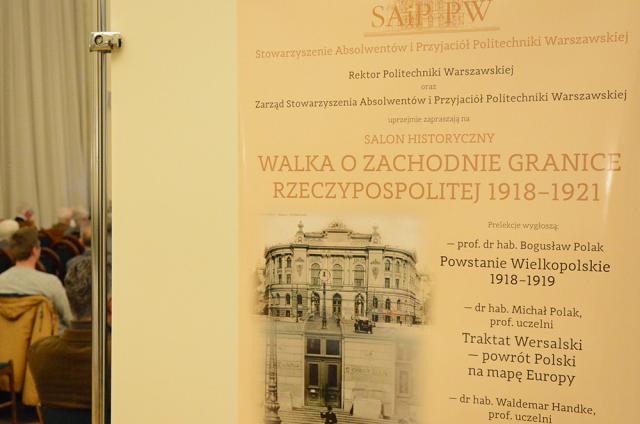 SAiP PW
Stowarzyszenie Absolwentów i Przyjaciół Politechniki Warszawskiej
Rektor Politechniki Warszawskiej
oraz
Zarząd Stowarzyszenia Absolwentów i Przyjaciół Politechniki Warszawskiej
uprzejmie zapraszają na
SALON HISTORYCZNY
WALKA O ZACHODNIE GRANICE
RZECZYPOSPOLITEJ 1918–1921
Prelekcje wygłoszą:
— prof. dr hab. Bogusław Polak
Powstanie Wielkopolskie
1918–1919
— dr hab. Michał Polak,
prof. uczelni
Traktat Wersalski
— powrót Polski
na mapę Europy
— dr hab. Waldemar Handke,
prof. uczelni